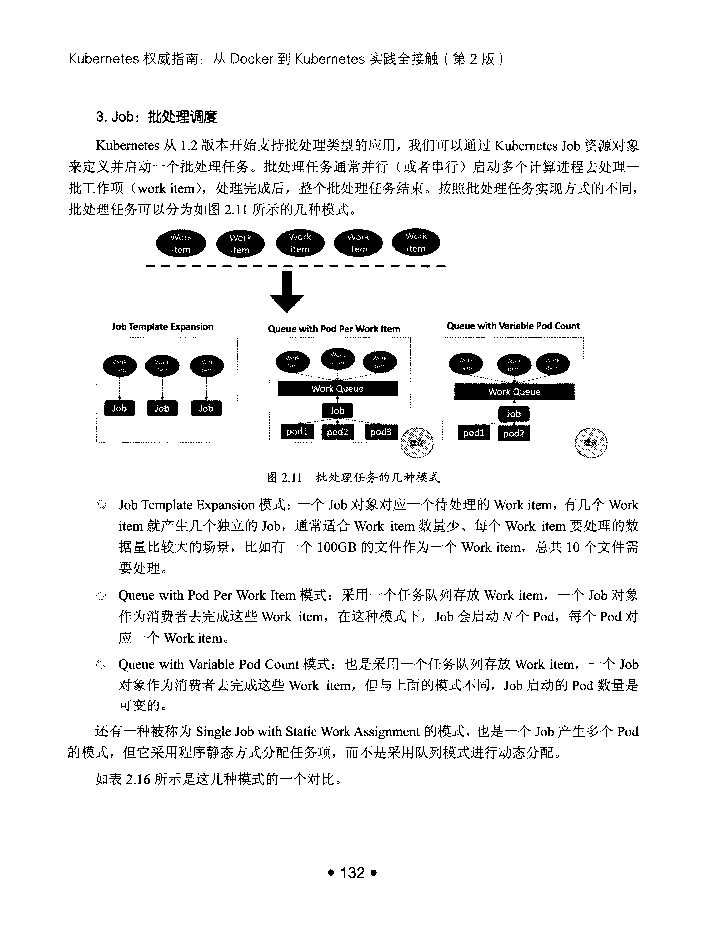 Kubernetes 权威指南：从 Docker 到 Kubernetes 实践全接触（第 2 版）
3. Job：批处理调度
Kubernetes 从 1.2 版本开始支持批处理类型的应用，我们可以通过 Kubernetes Job 资源对象
来定义并启动一个批处理任务。批处理任务通常并行（或者串行）启动多个计算进程去处理一
批工作项（work item），处理完成后，整个批处理任务结束。按照批处理任务实现方式的不同，
批处理任务可以分为如图 2.11 所示的几种模式。
Work Work Work Work Work
item item item item item
Job Template Expansion Queue with Pod Per Work Item Queue with Variable Pod Count
Work Queue Work Queue
Job Job Job Job Job
pod1 pod2 pod3 pod1 pod2
图 2.11 批处理任务的几种模式
Job Template Expansion 模式：一个 Job 对象对应一个待处理的 Work item，有几个 Work
item 就产生几个独立的 Job，通常适合 Work item 数量少、每个 Work item 要处理的数
据量比较大的场景，比如有一个 100GB 的文件作为一个 Work item，总共 10 个文件需
要处理。
Queue with Pod Per Work Item 模式：采用一个任务队列存放 Work item，一个 Job 对象
作为消费者去完成这些 Work item，在这种模式下，Job 会启动 N 个 Pod，每个 Pod 对
应一个 Work item。
Queue with Variable Pod Count 模式：也是采用一个任务队列存放 Work item，一个 Job
对象作为消费者去完成这些 Work item，但与上面的模式不同，Job 启动的 Pod 数量是
可变的。
还有一种被称为 Single Job with Static Work Assignment 的模式，也是一个 Job 产生多个 Pod
的模式，但它采用程序静态方式分配任务项，而不是采用队列模式进行动态分配。
如表 2.16 所示是这几种模式的一个对比。
• 132 •